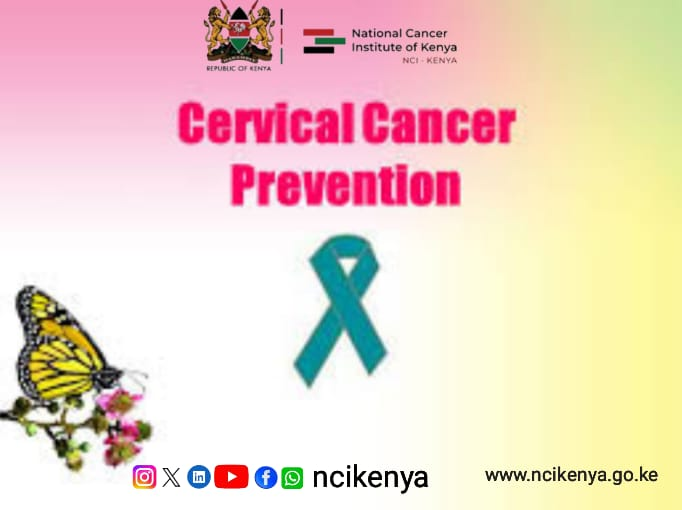 REPUBLIC OF KENYA
National Cancer
Institute of Kenya
NCI - KENYA
Cervical Cancer
Prevention
ncikenya
www.ncikenya.go.ke